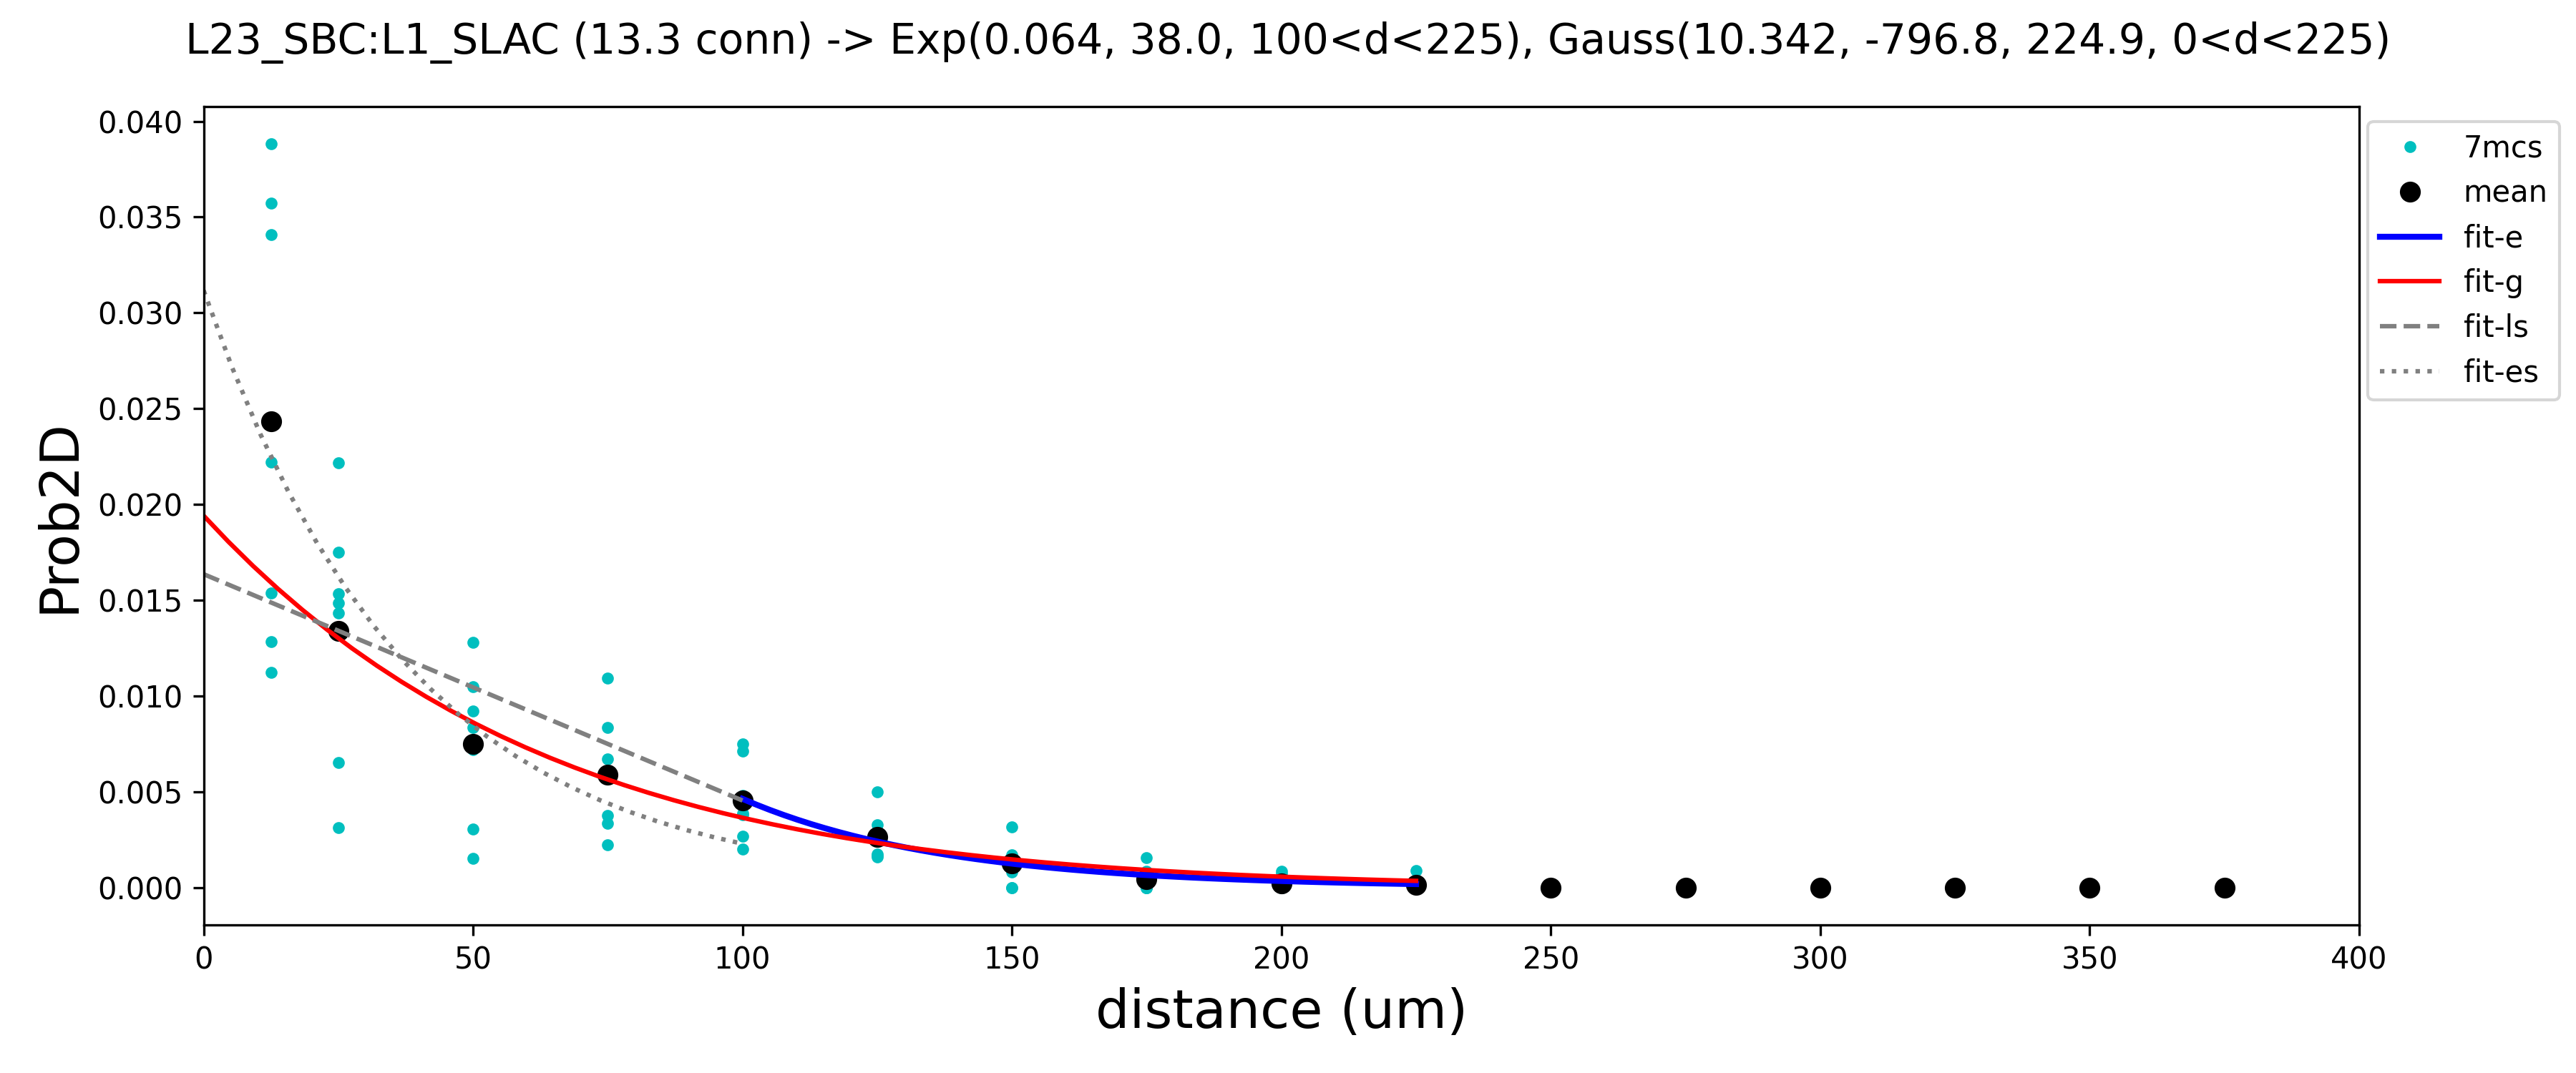 L23_SBC:L1_SLAC (13.3 conn) -> Exp(0.064, 38.0, 100<d<225), Gauss(10.342, -796.8, 224.9, 0<d<225)
0.040
0.035
0.030
0.025
0.020
0.015
0.010
0.005
0.000
Prob2D
0 50 100 150 200 250 300 350 400
distance (um)
7mcs
mean
fit-e
fit-g
fit-ls
fit-es